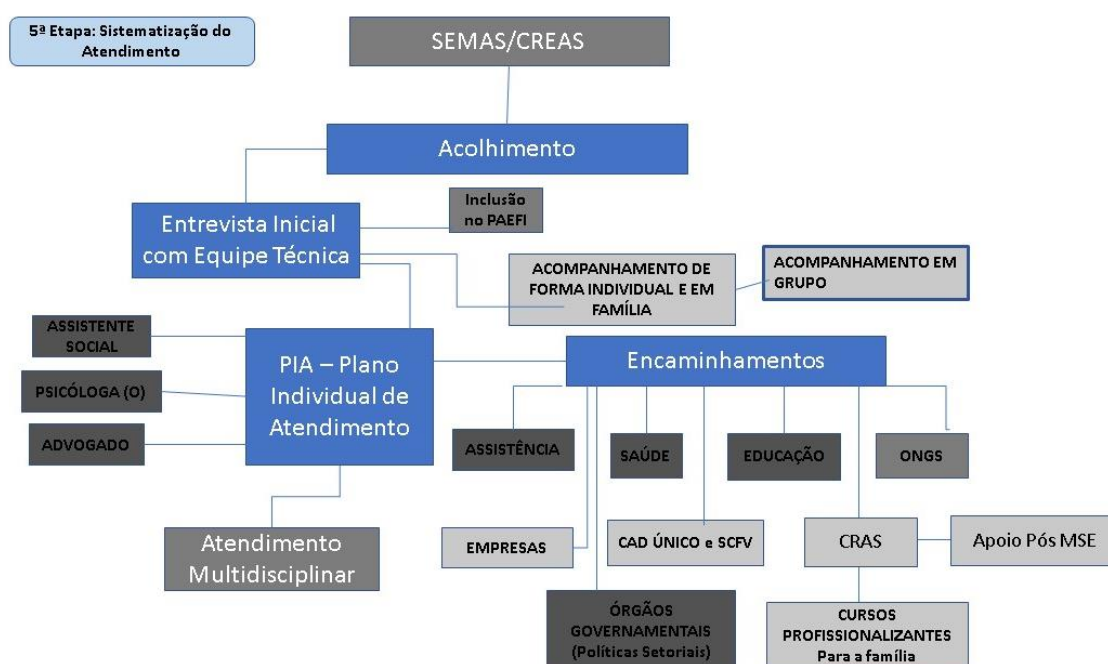 5ª Etapa: Sistematização do
Atendimento
SEMAS/CREAS
Acolhimento
Entrevista Inicial
com Equipe Técnica
Inclusão
no PAEFI
ACOMPANHAMENTO DE
FORMA INDIVIDUAL E EM
FAMÍLIA
ACOMPANHAMENTO EM
GRUPO
ASSISTENTE
SOCIAL
PSICÓLOGA (O)
ADVOGADO
PIA – Plano
Individual de
Atendimento
Encaminhamentos
ASSISTÊNCIA
SAÚDE
EDUCAÇÃO
ONGS
Atendimento
Multidisciplinar
EMPRESAS
CAD ÚNICO e SCFV
CRAS
Apoio Pós MSE
ÓRGÃOS
GOVERNAMENTAIS
(Políticas Setoriais)
CURSOS
PROFISSIONALIZANTES
Para a família